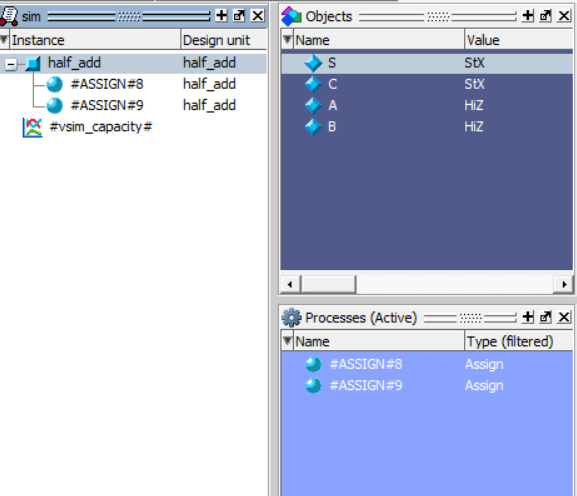 sim
Instance Design unit
half_add half_add
#ASSIGN#8 half_add
#ASSIGN#9 half_add
#vsim_capacity#
Objects
Name Value
S StX
C StX
A HiZ
B HiZ
Processes (Active)
Name Type (filtered)
#ASSIGN#8 Assign
#ASSIGN#9 Assign